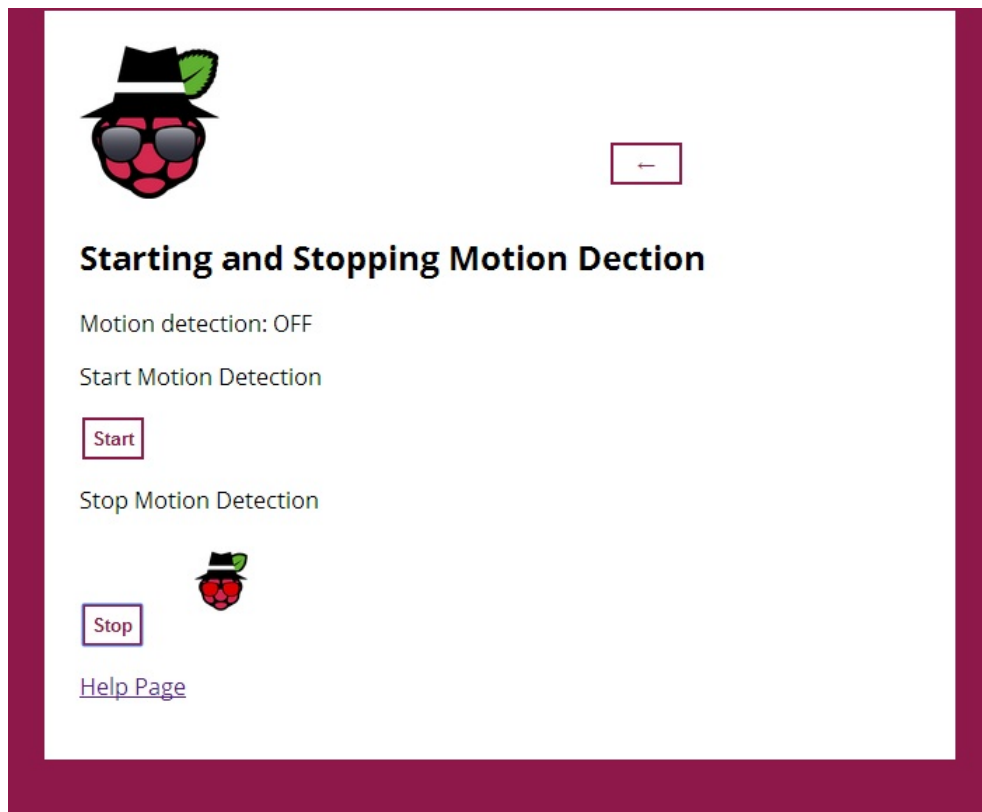 ←
Starting and Stopping Motion Dection
Motion detection: OFF
Start Motion Detection
Start
Stop Motion Detection
Stop
Help Page